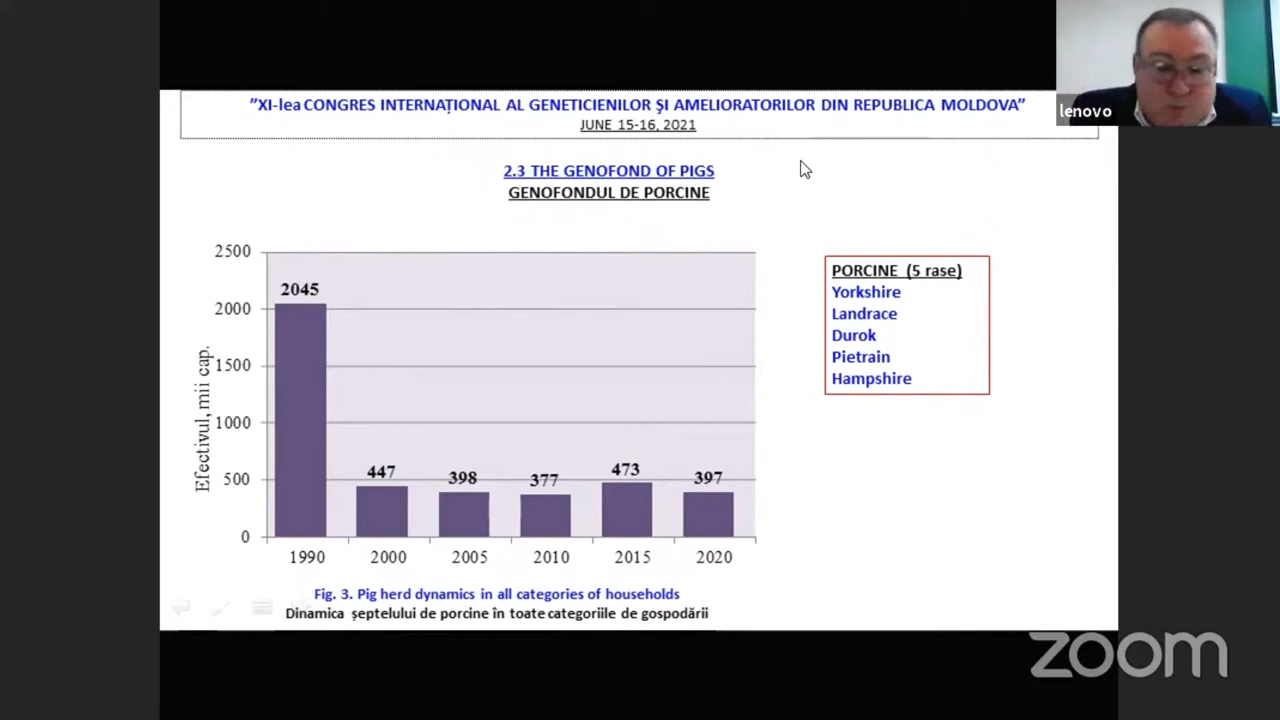 ”XI-lea CONGRES INTERNAȚIONAL AL GENETICIENILOR ŞI AMELIORATORILOR DIN REPUBLICA MOLDOVA”
JUNE 15-16, 2021
lenovo
2.3 THE GENOFOND OF PIGS
GENOFONDUL DE PORCINE
Efectivul, mii cap.
2500
2000
1500
1000
500
0
2045
447
398
377
473
397
1990
2000
2005
2010
2015
2020
PORCINE (5 rase)
Yorkshire
Landrace
Durok
Pietrain
Hampshire
Fig. 3. Pig herd dynamics in all categories of households
Dinamica șeptelului de porcine în toate categoriile de gospodării
zoom